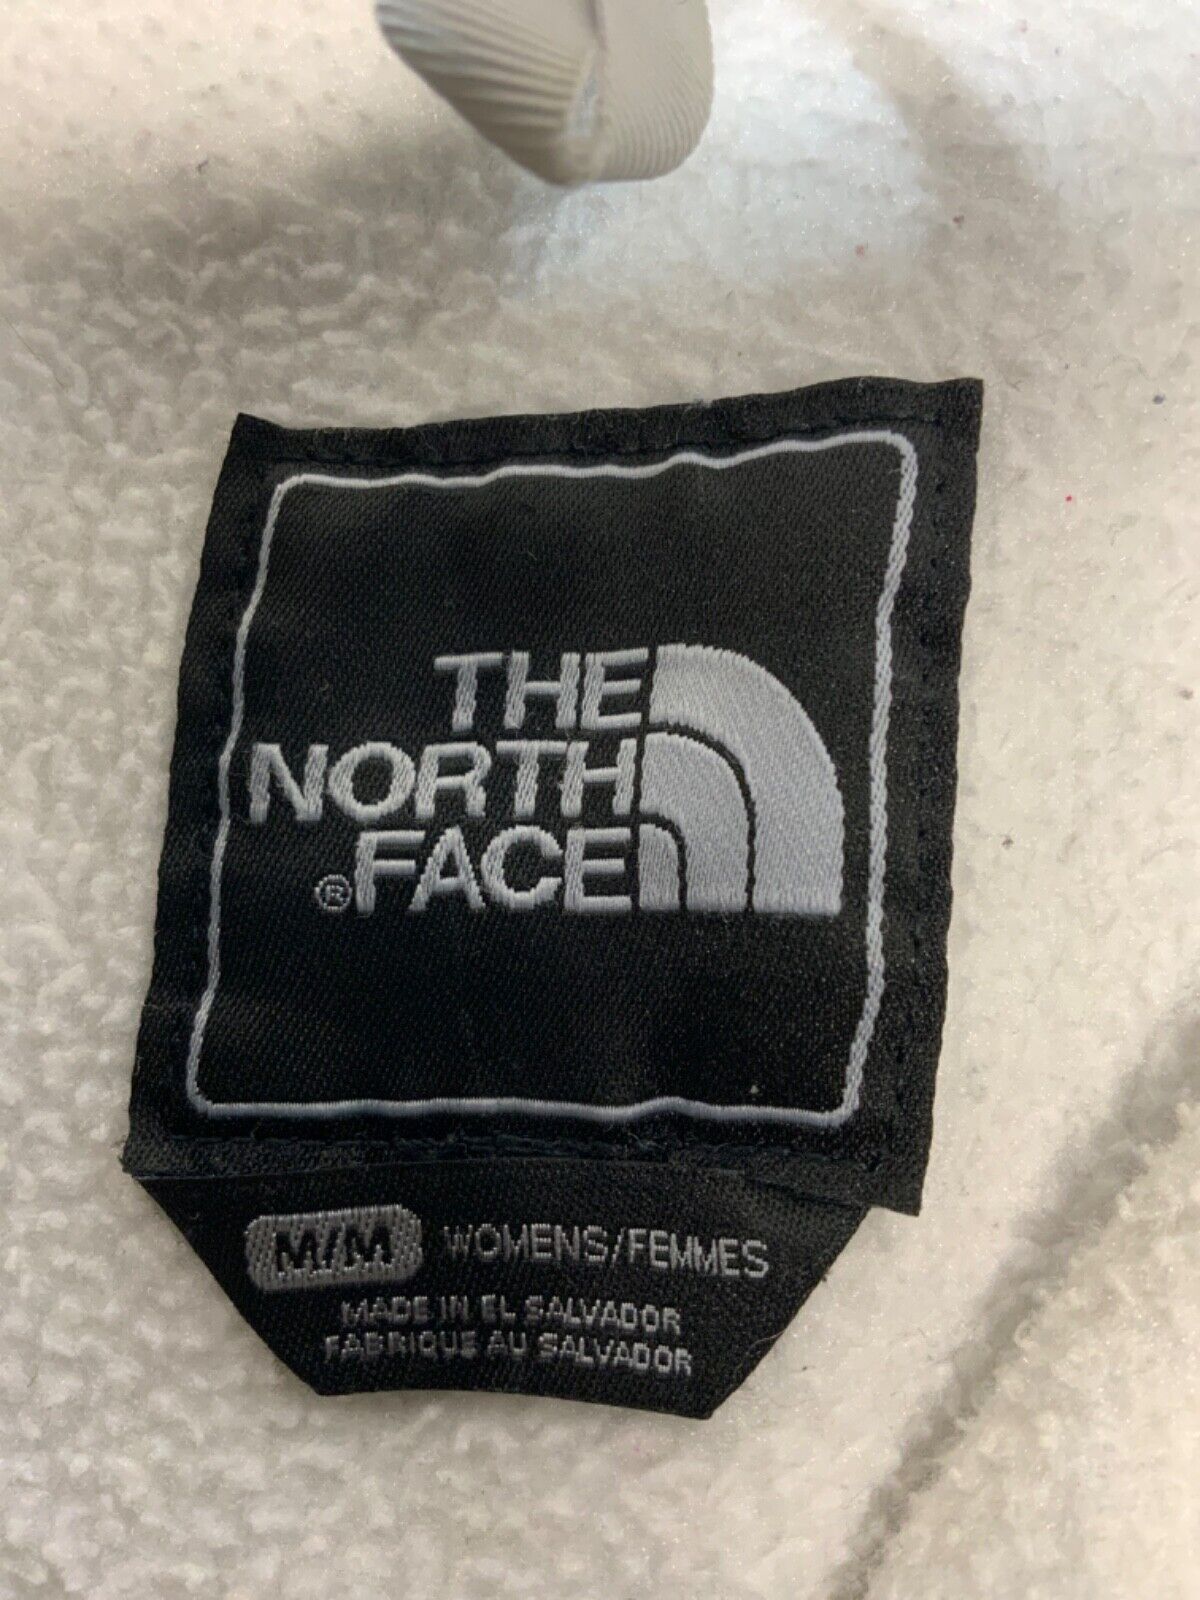 THE
NORTH
®FACE
M/M WOMENS/FEMMES
MADE IN EL SALVADOR
FABRIQUE AU SALVADOR